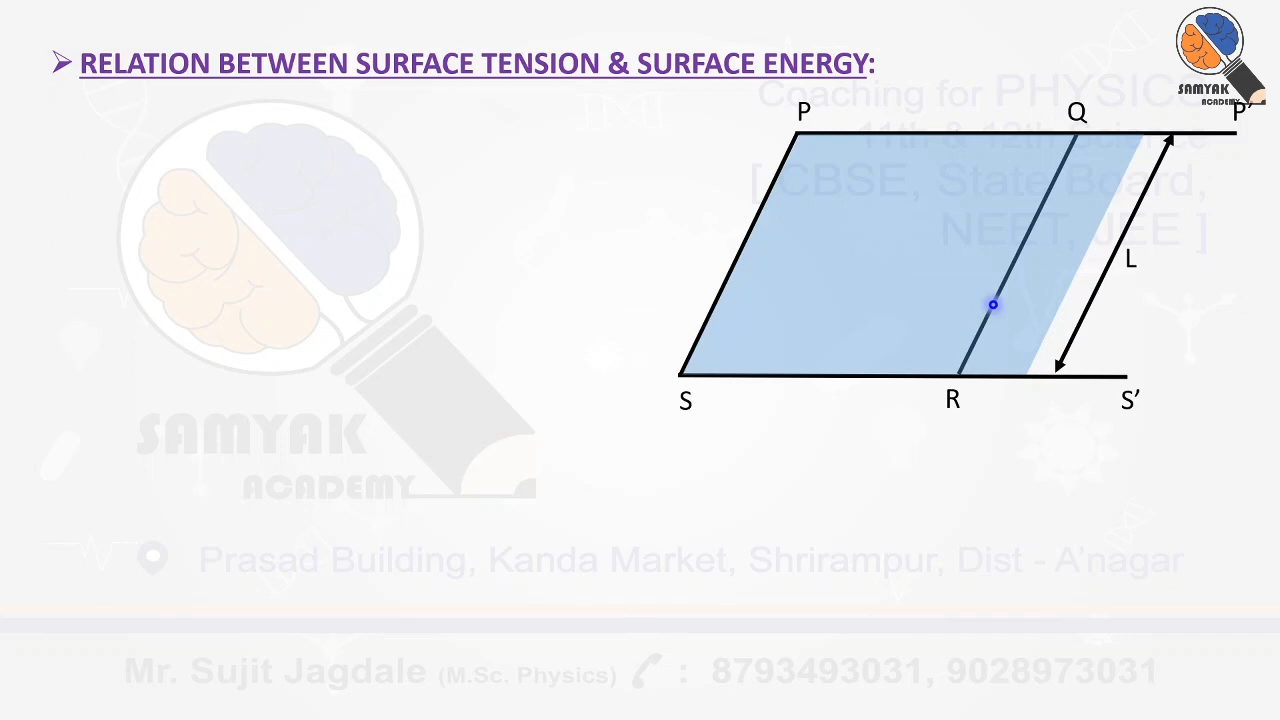 ➢ RELATION BETWEEN SURFACE TENSION & SURFACE ENERGY:
SAMYAK
ACADEMY
Coaching for PHYSICS
11th & 12th Science
[ CBSE, State Board,
NEET, JEE ]
P
Q
P’
L
S
R
S’
SAMYAK
ACADEMY
Prasad Building, Kanda Market, Shrirampur, Dist - A'nagar
Mr. Sujit Jagdale (M.Sc. Physics) : 8793493031, 9028973031